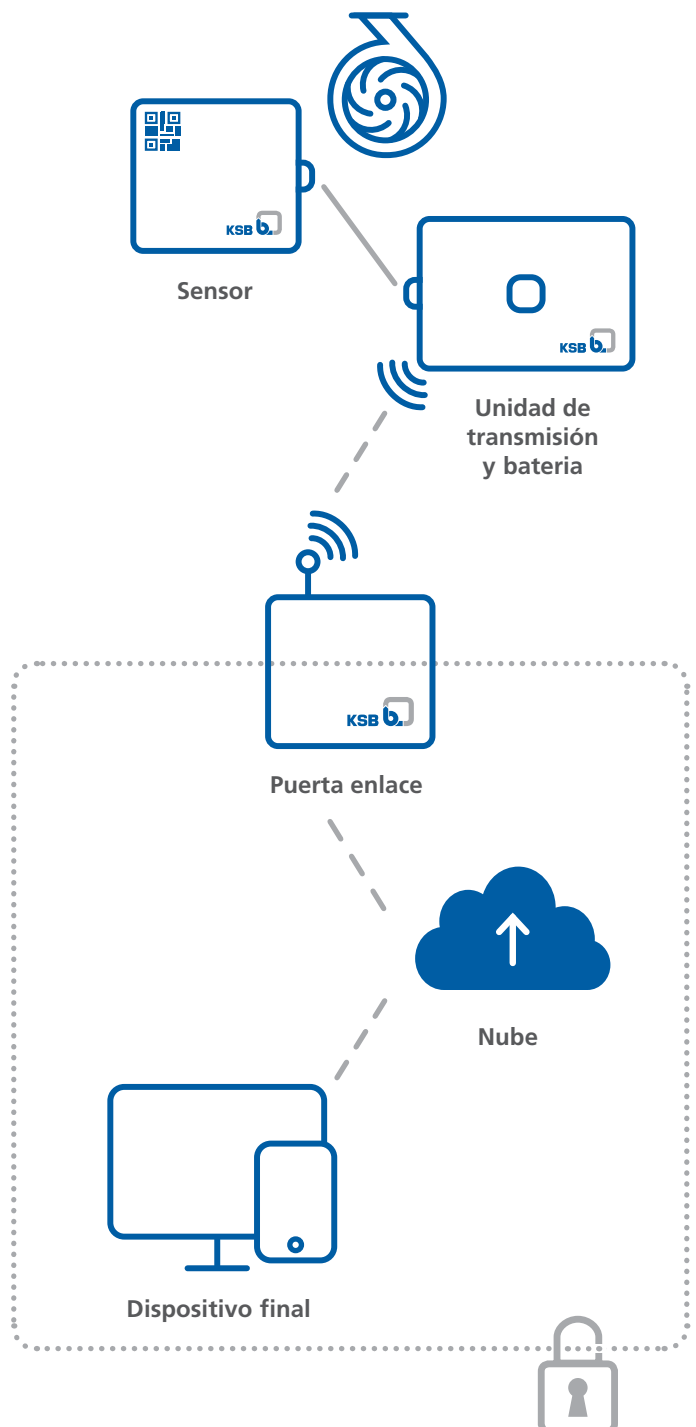 KSB b.
Sensor
KSB b.
Unidad de
transmisión
y bateria
KSB b.
Puerta enlace
Nube
Dispositivo final